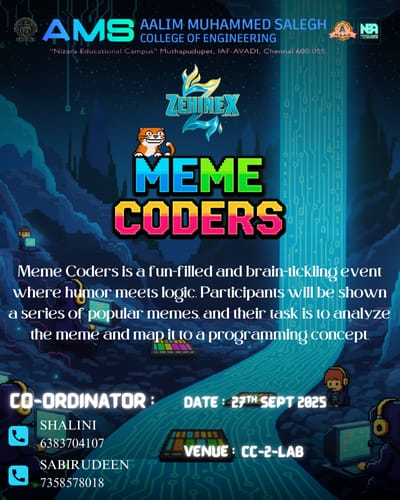 AMS AALIM MUHAMMED SALEGH
COLLEGE OF ENGINEERING
"Nizara Educational Campus" Muthapudupet, IAF-AVADI, Chennai 600 055.
ZEHINEX
MEME
CODERS
Meme Coders is a fun-filled and brain-tickling event
where humor meets logic. Participants will be shown
a series of popular memes, and their task is to analyze
the meme and map it to a programming concept.
CO-ORDINATOR :
SHALINI
6383704107
SABIRUDEEN
7358578018
DATE : 27TH SEPT 2025
VENUE : CC-2-LAB